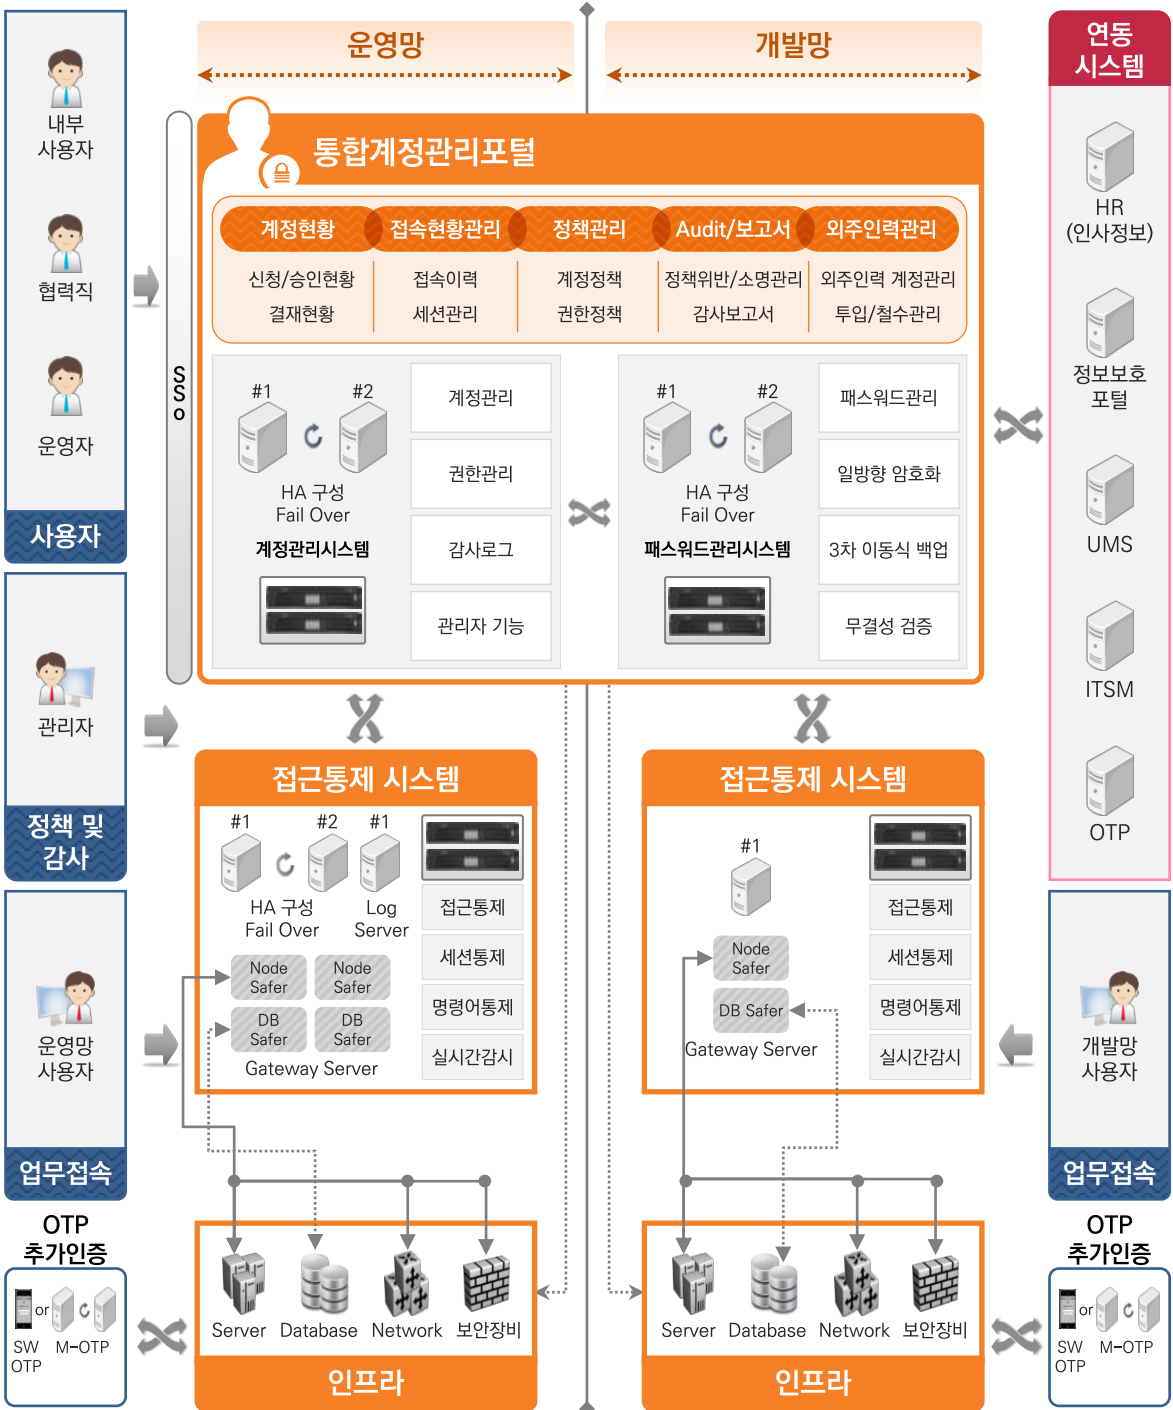 내부
사용자
협력직
운영자
사용자
관리자
정책 및
감사
운영망
사용자
업무접속
OTP
추가인증
or
SW
OTP
M-OTP
SSo
운영망
개발망
통합계정관리포털
계정현황
접속현황관리
정책관리
Audit/보고서
외주인력관리
신청/승인현황
접속이력
계정정책
정책위반/소명관리
외주인력 계정관리
결재현황
세션관리
권한정책
감사보고서
투입/철수관리
#1
#2
HA 구성
Fail Over
계정관리시스템
계정관리
권한관리
감사로그
관리자 기능
#1
#2
HA 구성
Fail Over
패스워드관리시스템
패스워드관리
일방향 암호화
3차 이동식 백업
무결성 검증
접근통제 시스템
#1
#2
#1
HA 구성
Fail Over
Log
Server
Node
Safer
Node
Safer
DB
Safer
DB
Safer
Gateway Server
접근통제
세션통제
명령어통제
실시간감시
접근통제 시스템
#1
Node
Safer
DB Safer
Gateway Server
접근통제
세션통제
명령어통제
실시간감시
Server
Database
Network
보안장비
인프라
Server
Database
Network
보안장비
인프라
연동
시스템
HR
(인사정보)
정보보호
포털
UMS
ITSM
OTP
개발망
사용자
업무접속
OTP
추가인증
or
SW
OTP
M-OTP